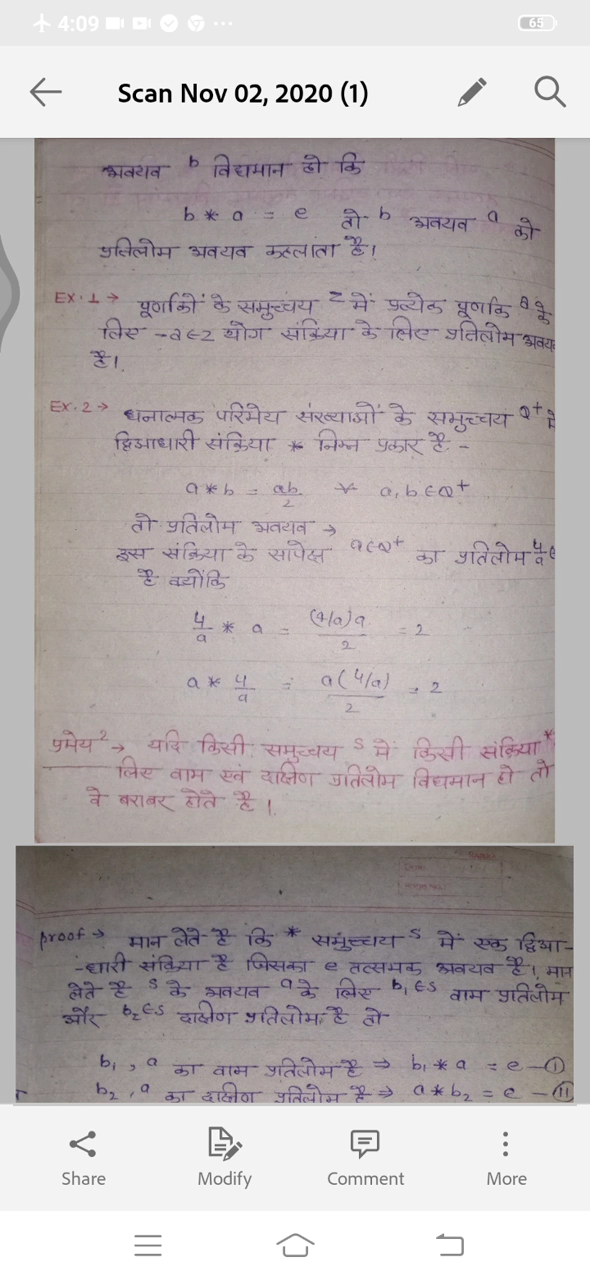 4:09
65
Scan Nov 02, 2020 (1)
अवयव b विद्यमान हो कि
b * a = e तो b अवयव a को
प्रतिलोम अवयव कहलाता है।
Ex.1 → पूर्णांकों के समुच्चय Z में प्रत्येक पूर्णांक a के
लिए -a∈Z योग संक्रिया के लिए प्रतिलोम अवयव
है।
Ex.2 → धनात्मक परिमेय संख्याओं के समुच्चय Q⁺ में
द्विआधारी संक्रिया * निम्न प्रकार है -
a*b = ab/2 ∀ a, b ∈ Q⁺
तो प्रतिलोम अवयव →
इस संक्रिया के सापेक्ष a∈Q⁺ का प्रतिलोम 4/a
है क्योंकि
4/a * a = (4/a)a/2 = 2
a * 4/a = a(4/a)/2 = 2
प्रमेय 2 → यदि किसी समुच्चय S में किसी संक्रिया *
लिए वाम एवं दक्षिण प्रतिलोम विद्यमान हो तो
वे बराबर होते है।
proof → मान लेते है कि * समुच्चय S में एक द्विआ-
-धारी संक्रिया है जिसका e तत्समक अवयव है। मान
लेते है S के अवयव a के लिए b₁∈S वाम प्रतिलोम
और b₂∈S दक्षिण प्रतिलोम है तो
b₁, a का वाम प्रतिलोम है ⇒ b₁ * a = e -(I)
b₂, a का दक्षिण प्रतिलोम है ⇒ a * b₂ = e -(II)
Share Modify Comment More